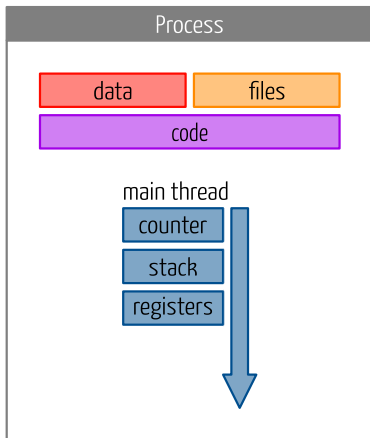 Process
data files
code
main thread
counter
stack
registers